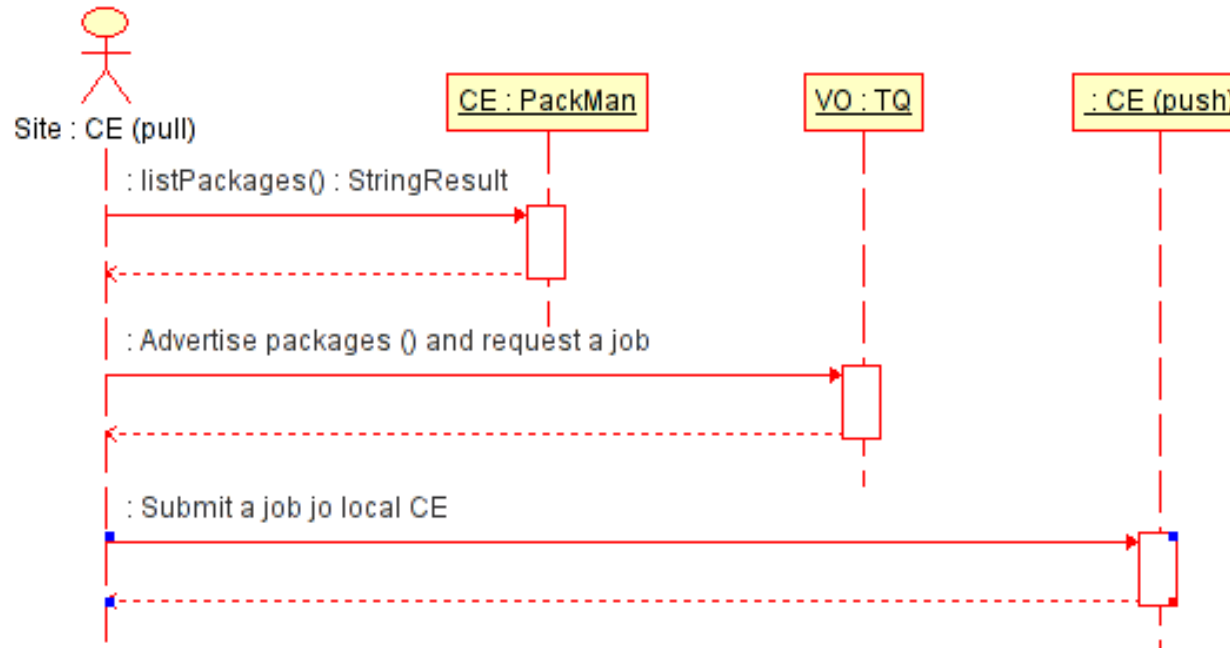 CE : PackMan
VO : TQ
: CE (push)
Site : CE (pull)
: listPackages() : StringResult
: Advertise packages () and request a job
: Submit a job jo local CE